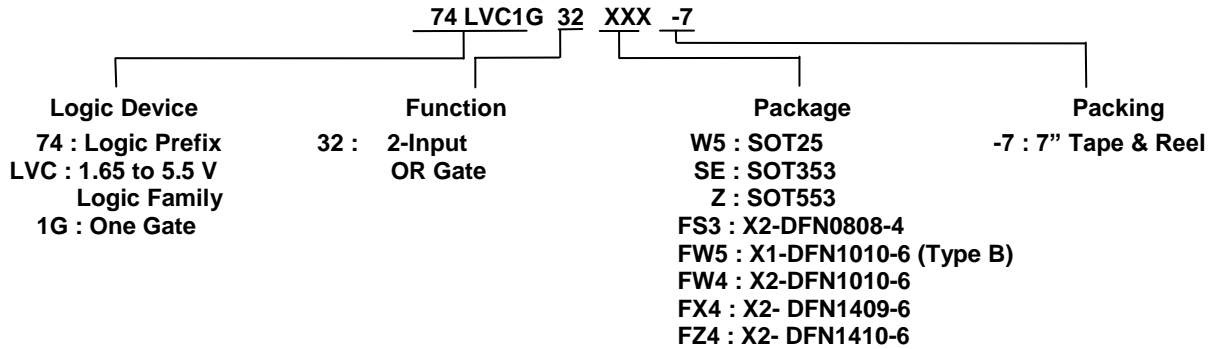 74 LVC1G 32 XXX -7
Logic Device
74 : Logic Prefix
LVC : 1.65 to 5.5 V
Logic Family
1G : One Gate
Function
32 : 2-Input
OR Gate
Package
W5 : SOT25
SE : SOT353
Z : SOT553
FS3 : X2-DFN0808-4
FW5 : X1-DFN1010-6 (Type B)
FW4 : X2-DFN1010-6
FX4 : X2- DFN1409-6
FZ4 : X2- DFN1410-6
Packing
-7 : 7” Tape & Reel